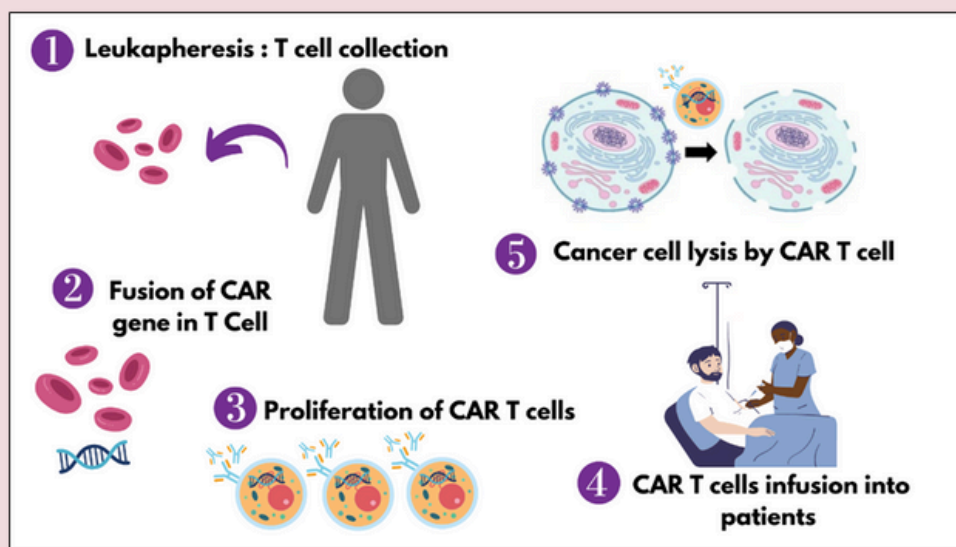 1 Leukapheresis : T cell collection
2 Fusion of CAR
gene in T Cell
3 Proliferation of CAR T cells
4 CAR T cells infusion into
patients
5 Cancer cell lysis by CAR T cell